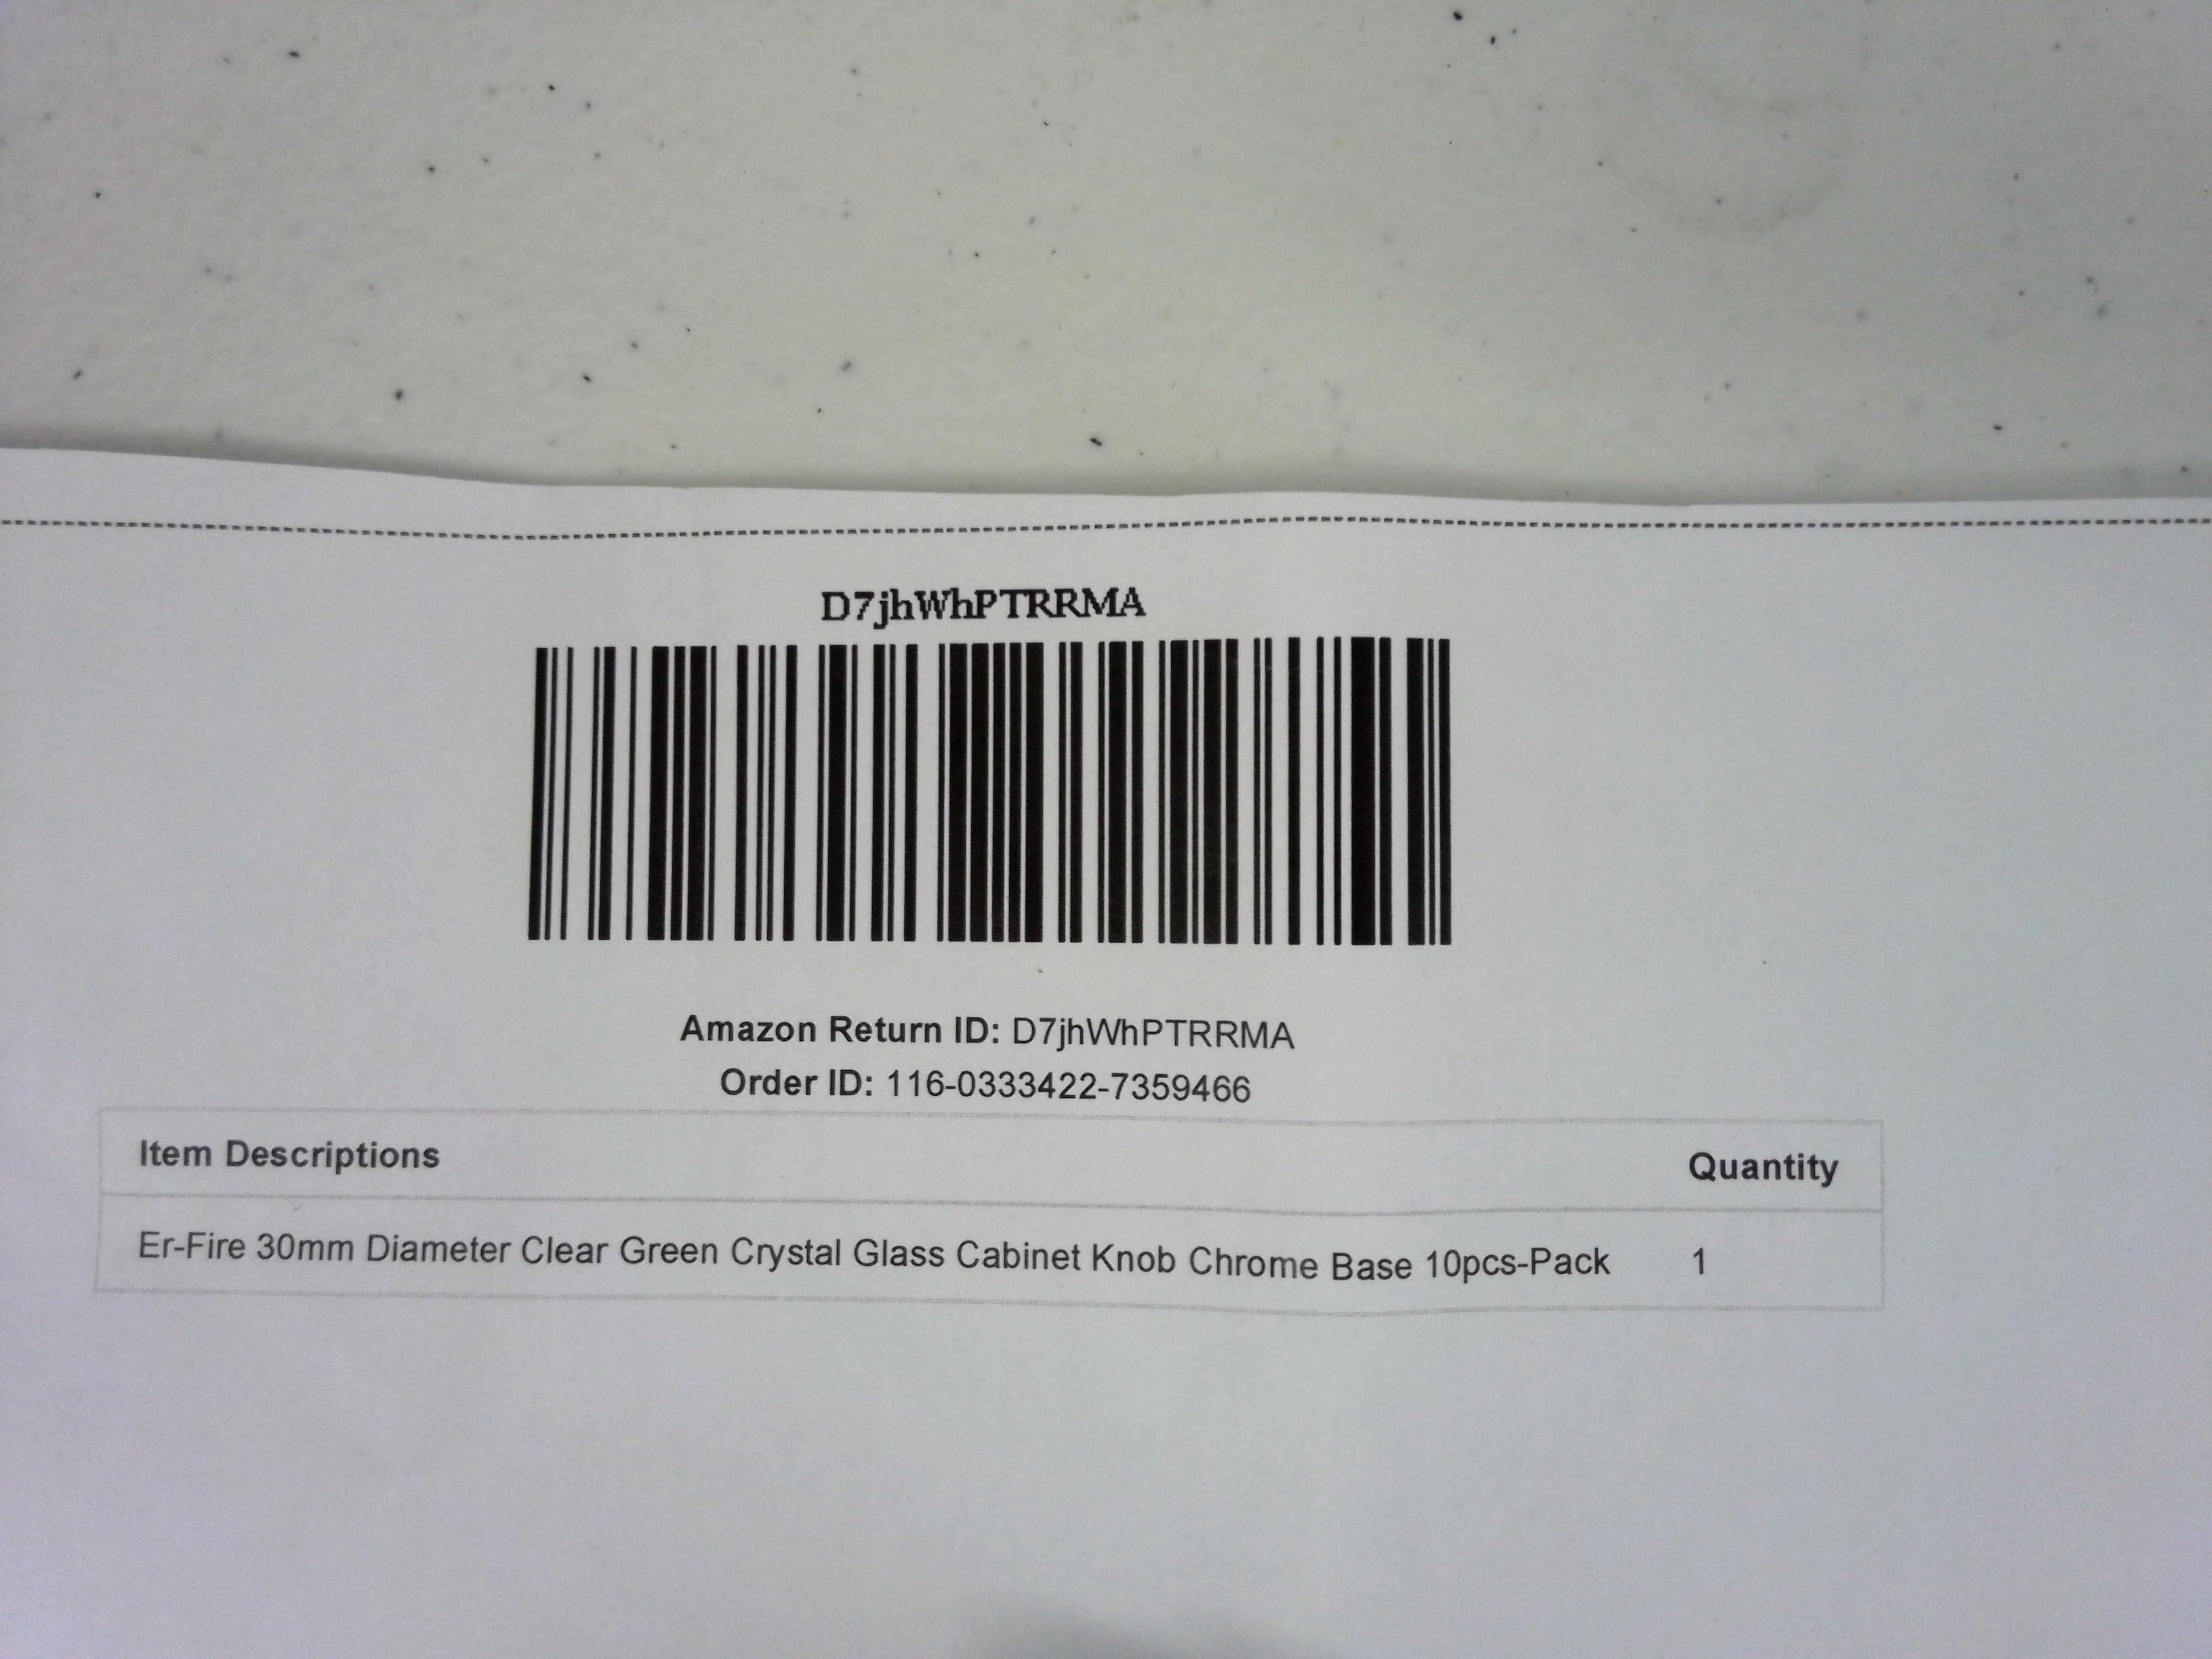 D7jhWhPTRRMA
Amazon Return ID: D7jhWhPTRRMA
Order ID: 116-0333422-7359466
Item Descriptions Quantity
Er-Fire 30mm Diameter Clear Green Crystal Glass Cabinet Knob Chrome Base 10pcs-Pack 1